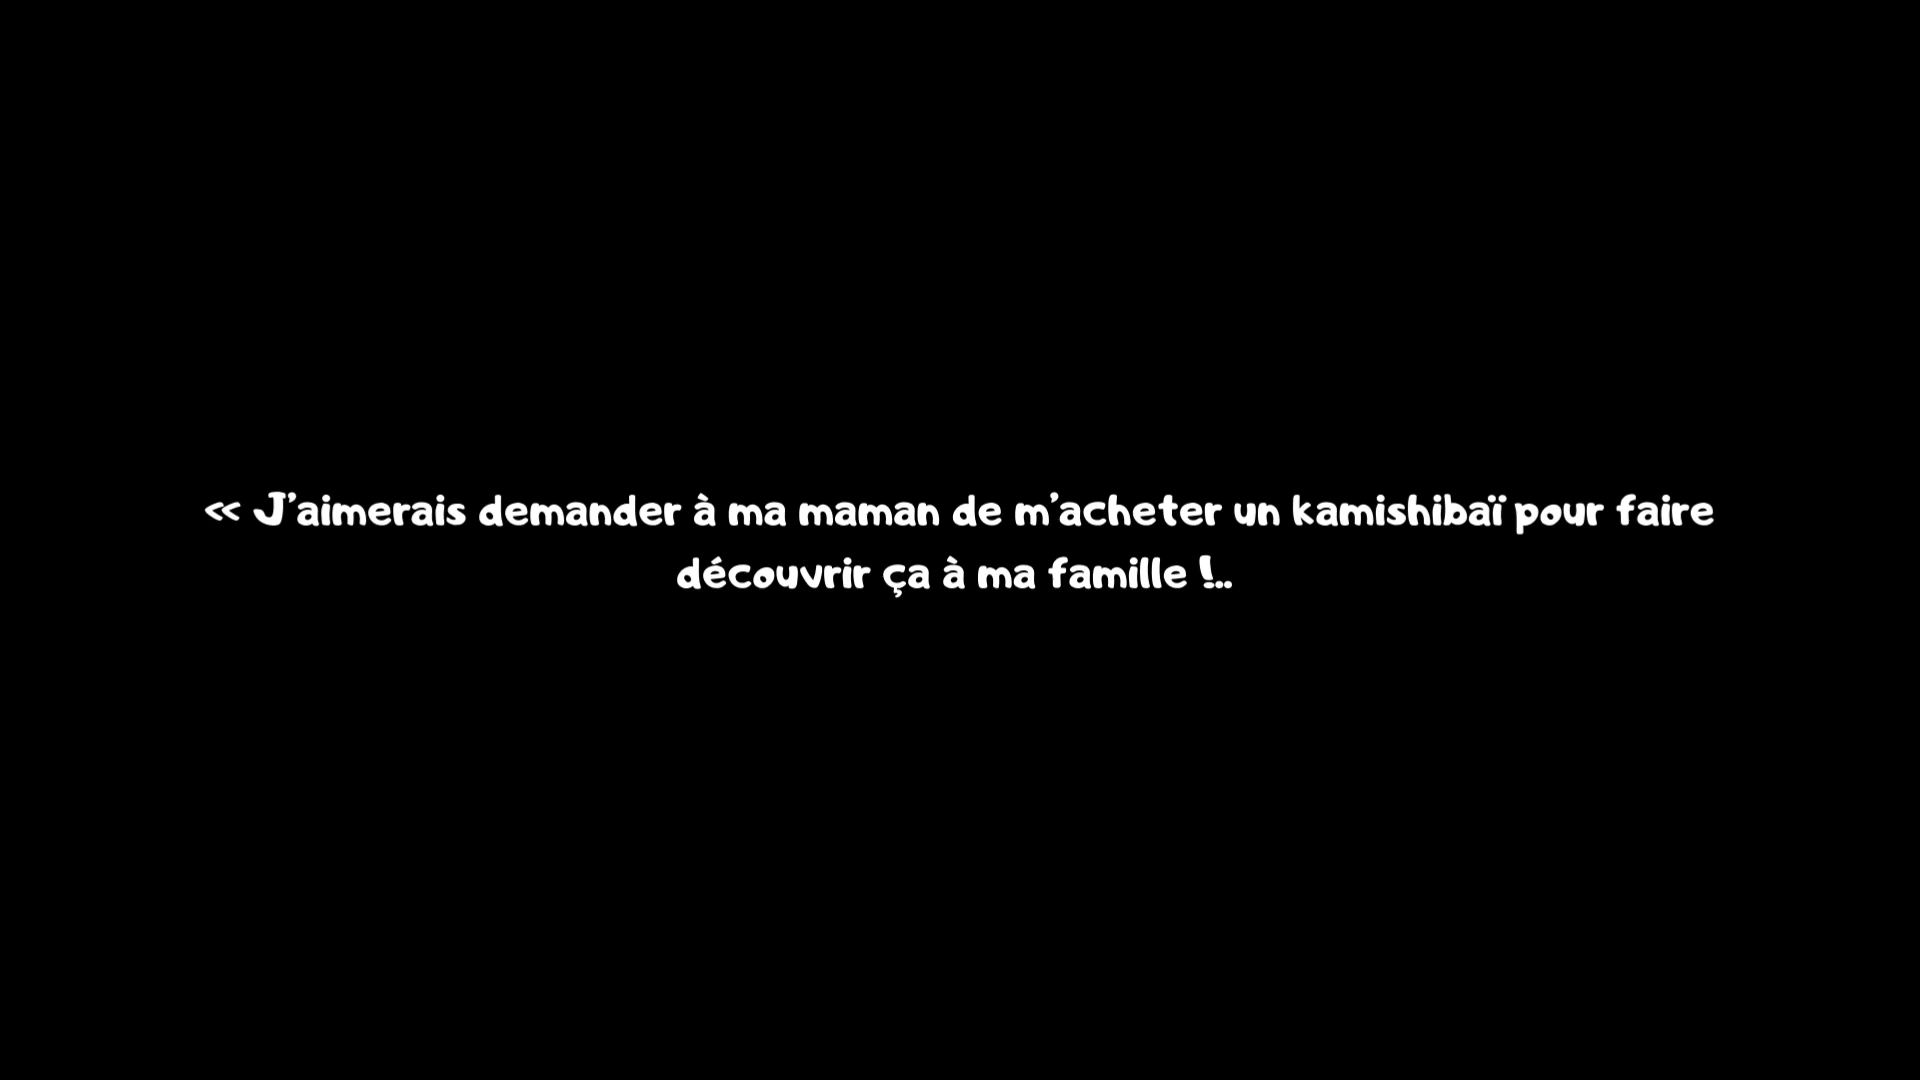 « J’aimerais demander à ma maman de m’acheter un kamishibaï pour faire
découvrir ça à ma famille !..